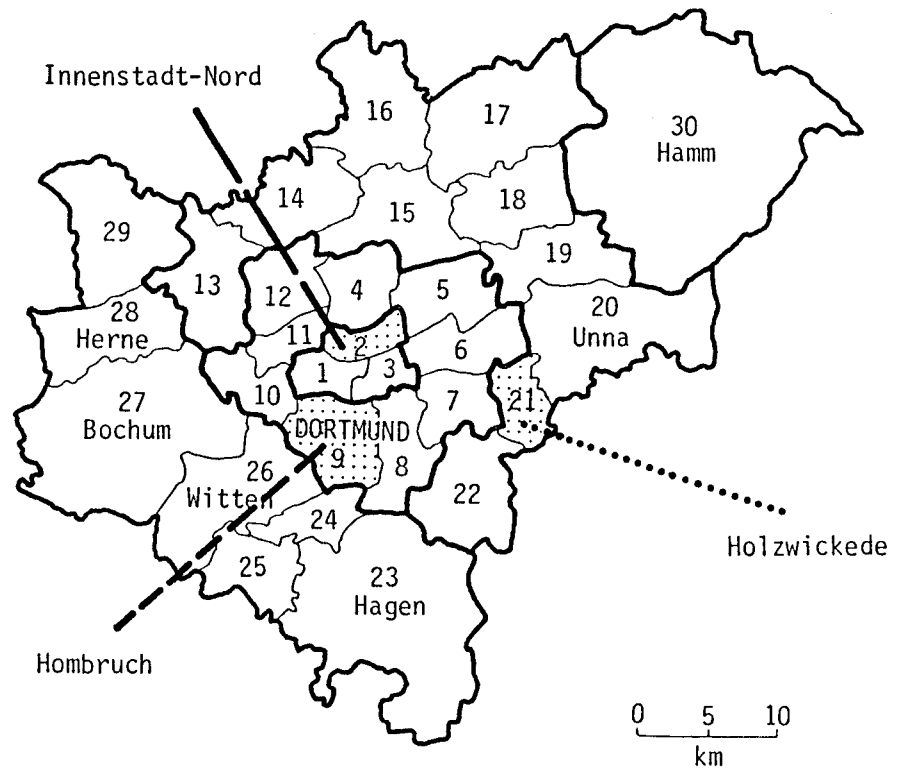 Innenstadt-Nord
16
17
30
Hamm
14
18
15
29
19
13
12
4
5
20
Unna
28
Herne
11
2
6
1
3
10
7
21
27
Bochum
DORTMUND
9
8
26
Witten
22
24
Holzwickede
25
23
Hagen
Hombruch
0 5 10
km